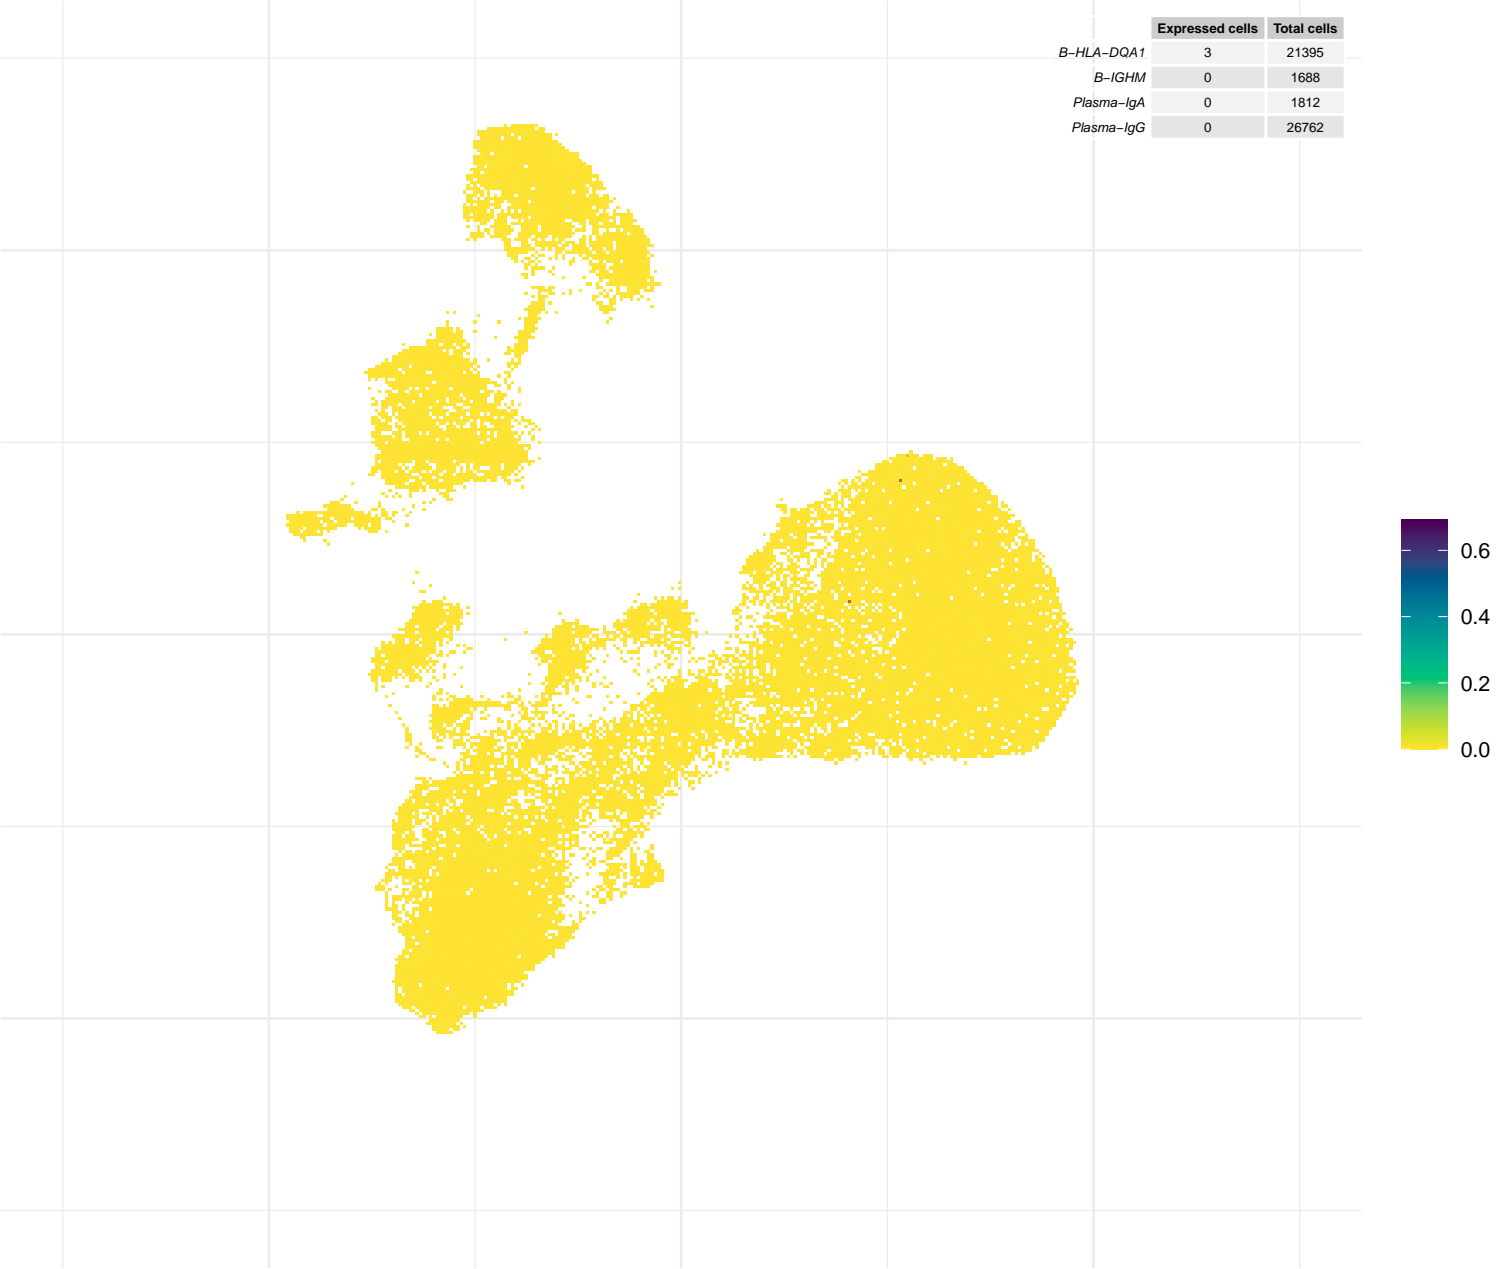 Expressed cells Total cells
B−HLA−DQA1 3 21395
B−IGHM 0 1688
Plasma−IgA 0 1812
Plasma−IgG 0 26762
0.6
0.4
0.2
0.0